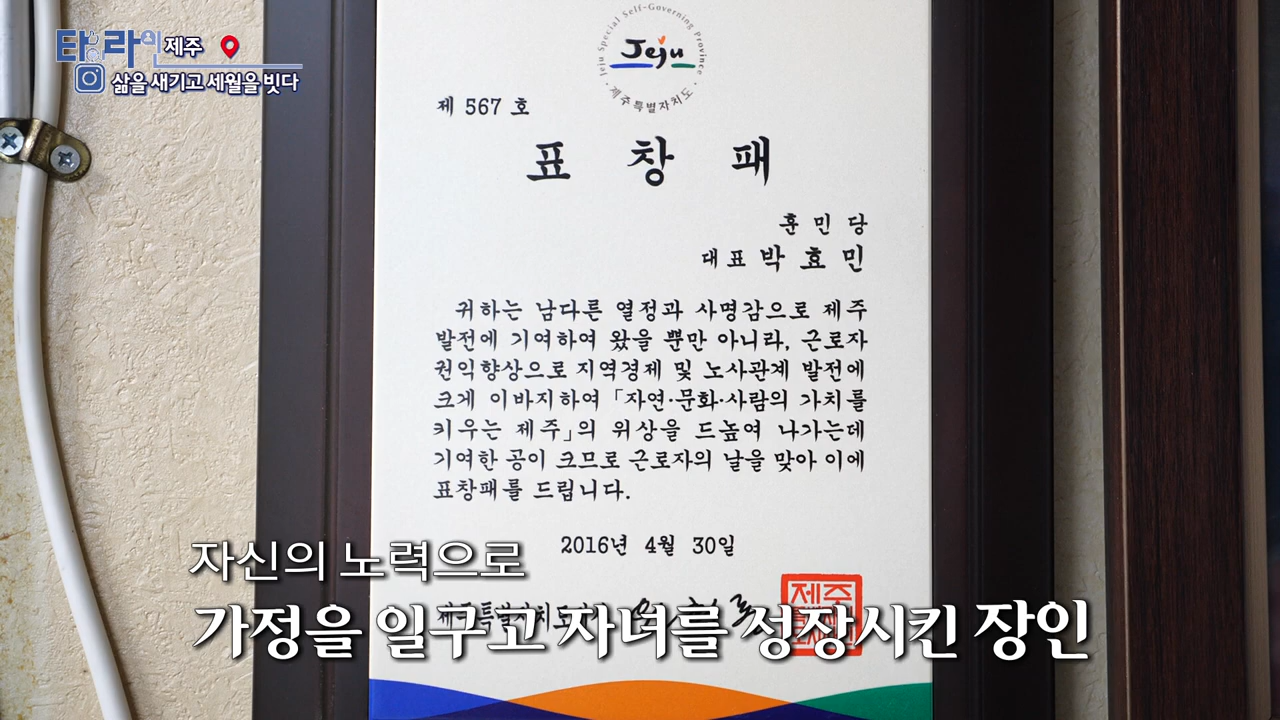 탐라의 제주
삶을 새기고 세월을 빗다
Jeju Special Self-Governing Province
Jeju
제주특별자치도
제 567 호
표 창 패
훈 민 당
대표 박 효 민
귀하는 남다른 열정과 사명감으로 제주
발전에 기여하여 왔을 뿐만 아니라, 근로자
권익향상으로 지역경제 및 노사관계 발전에
크게 이바지하여 「자연·문화·사람의 가치를
키우는 제주」의 위상을 드높여 나가는데
기여한 공이 크므로 근로자의 날을 맞아 이에
표창패를 드립니다.
2016년 4월 30일
자신의 노력으로
제주특별자치도
가정을 일구고 자녀를 성장시킨 장인